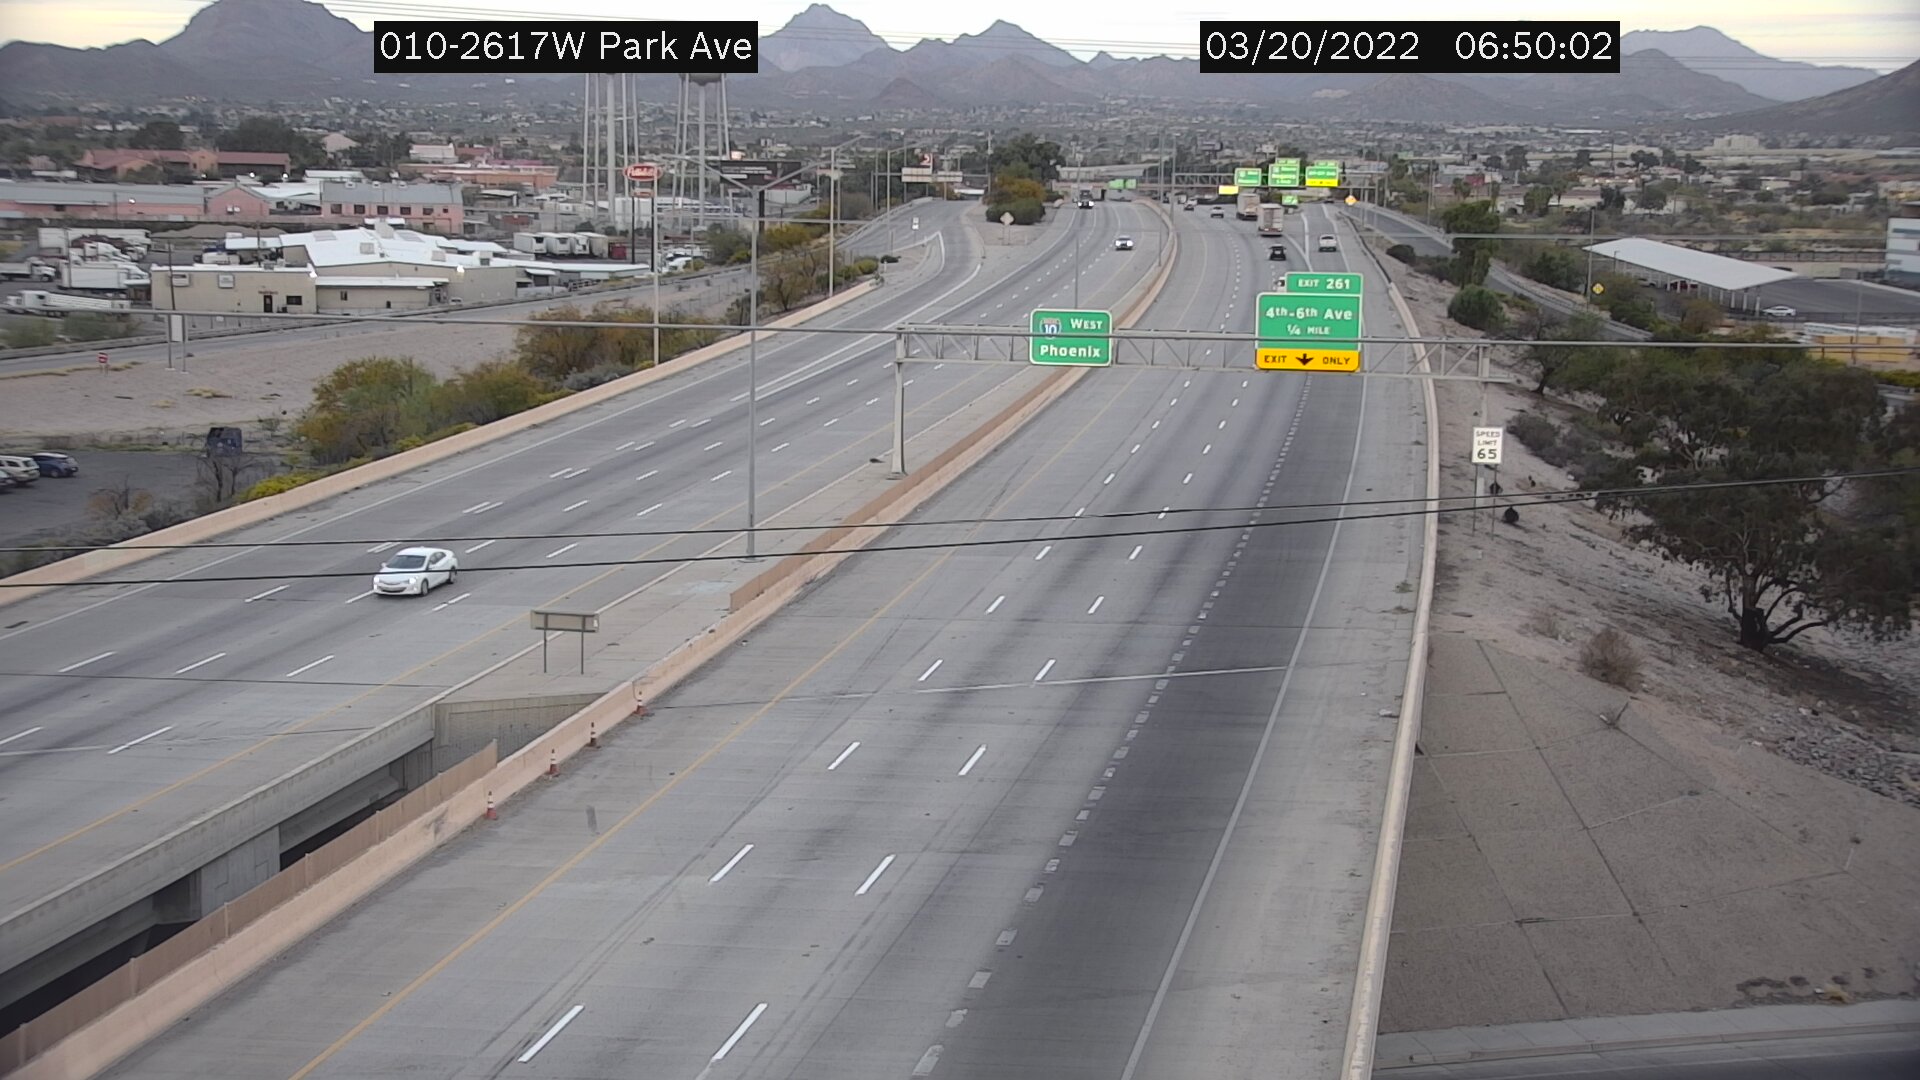 010-2617W Park Ave
03/20/2022 06:50:02
EXIT 261
10 WEST
Phoenix
4th-6th Ave
1/4 MILE
EXIT ONLY
SPEED
LIMIT
65